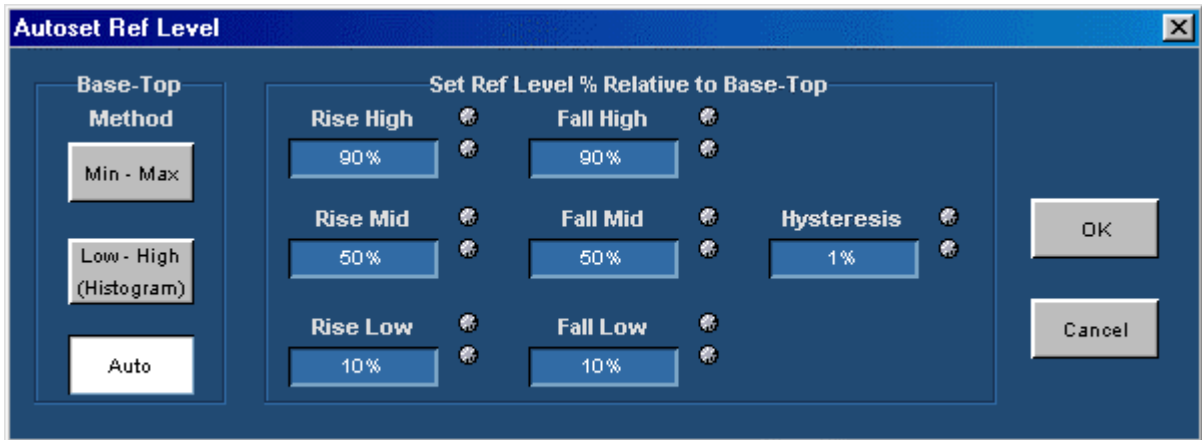 Autoset Ref Level
Base-Top
Method
Min - Max
Low - High
(Histogram)
Auto
Set Ref Level % Relative to Base-Top
Rise High
Fall High
90%
90%
Rise Mid
Fall Mid
Hysteresis
50%
50%
1%
Rise Low
Fall Low
10%
10%
OK
Cancel